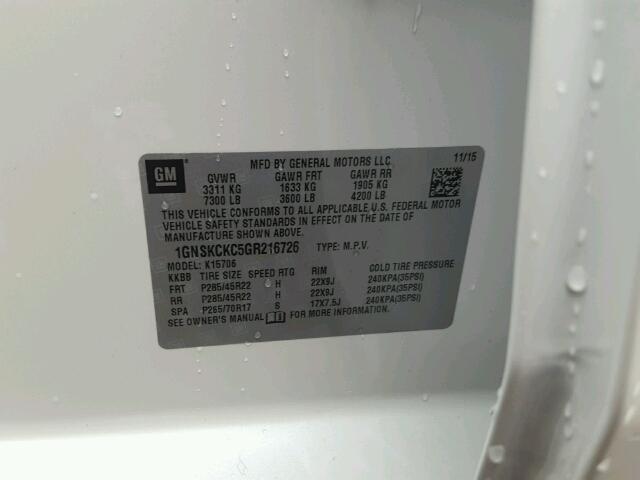 GM
MFD BY GENERAL MOTORS LLC
11/15
GVWR GAWR FRT GAWR RR
3311 KG 1633 KG 1905 KG
7300 LB 3600 LB 4200 LB
THIS VEHICLE CONFORMS TO ALL APPLICABLE U.S. FEDERAL MOTOR
VEHICLE SAFETY STANDARDS IN EFFECT ON THE DATE OF
MANUFACTURE SHOWN ABOVE.
1GNSKCKC5GR216726 TYPE: M.P.V.
MODEL: K15706
KKBB TIRE SIZE SPEED RTG RIM COLD TIRE PRESSURE
FRT P285/45R22 H 22X9J 240KPA(35PSI)
RR P285/45R22 H 22X9J 240KPA(35PSI)
SPA P265/70R17 S 17X7.5J 240KPA(35PSI)
SEE OWNER'S MANUAL FOR MORE INFORMATION.